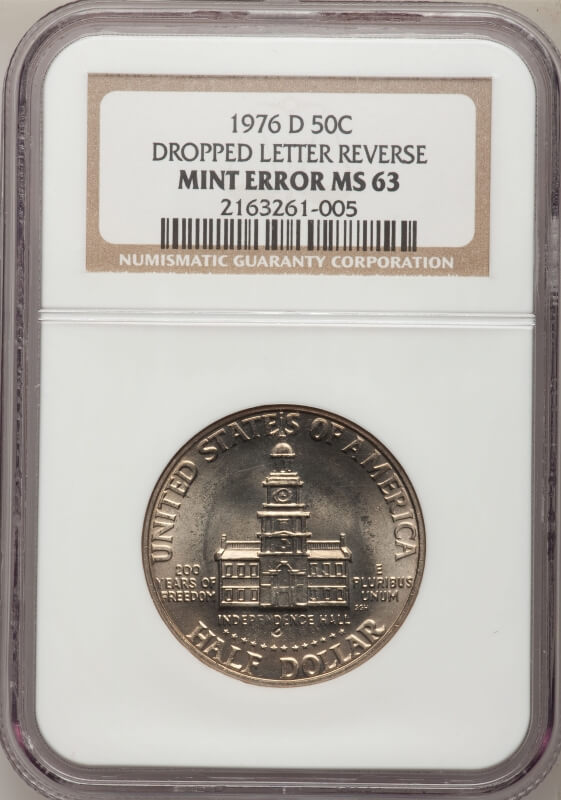 1976 D 50C
DROPPED LETTER REVERSE
MINT ERROR MS 63
2163261-005
NUMISMATIC GUARANTY CORPORATION
UNITED STATES OF AMERICA
200
YEARS OF
FREEDOM
E
PLURIBUS
UNUM
INDEPENDENCE HALL
HALF DOLLAR